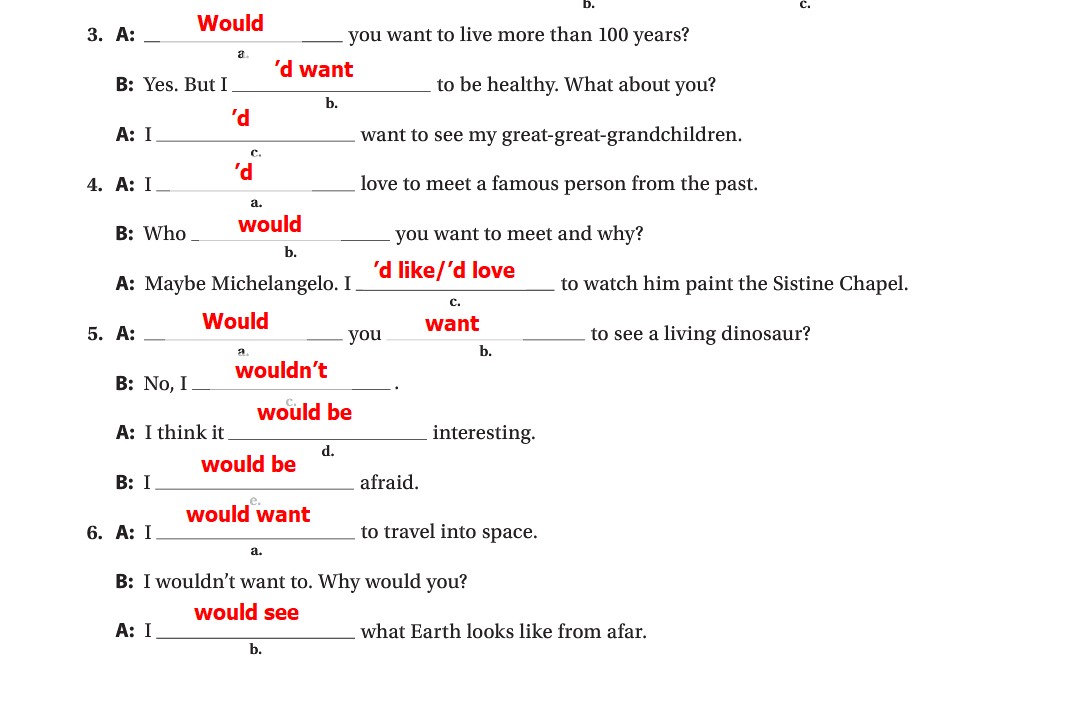 b. c.
3. A: Would you want to live more than 100 years?
a.
B: Yes. But I ’d want to be healthy. What about you?
b.
A: I ’d want to see my great-great-grandchildren.
c.
4. A: I ’d love to meet a famous person from the past.
a.
B: Who would you want to meet and why?
b.
A: Maybe Michelangelo. I ’d like/’d love to watch him paint the Sistine Chapel.
c.
5. A: Would you want to see a living dinosaur?
a. b.
B: No, I wouldn’t .
c.
A: I think it would be interesting.
d.
B: I would be afraid.
e.
6. A: I would want to travel into space.
a.
B: I wouldn’t want to. Why would you?
A: I would see what Earth looks like from afar.
b.